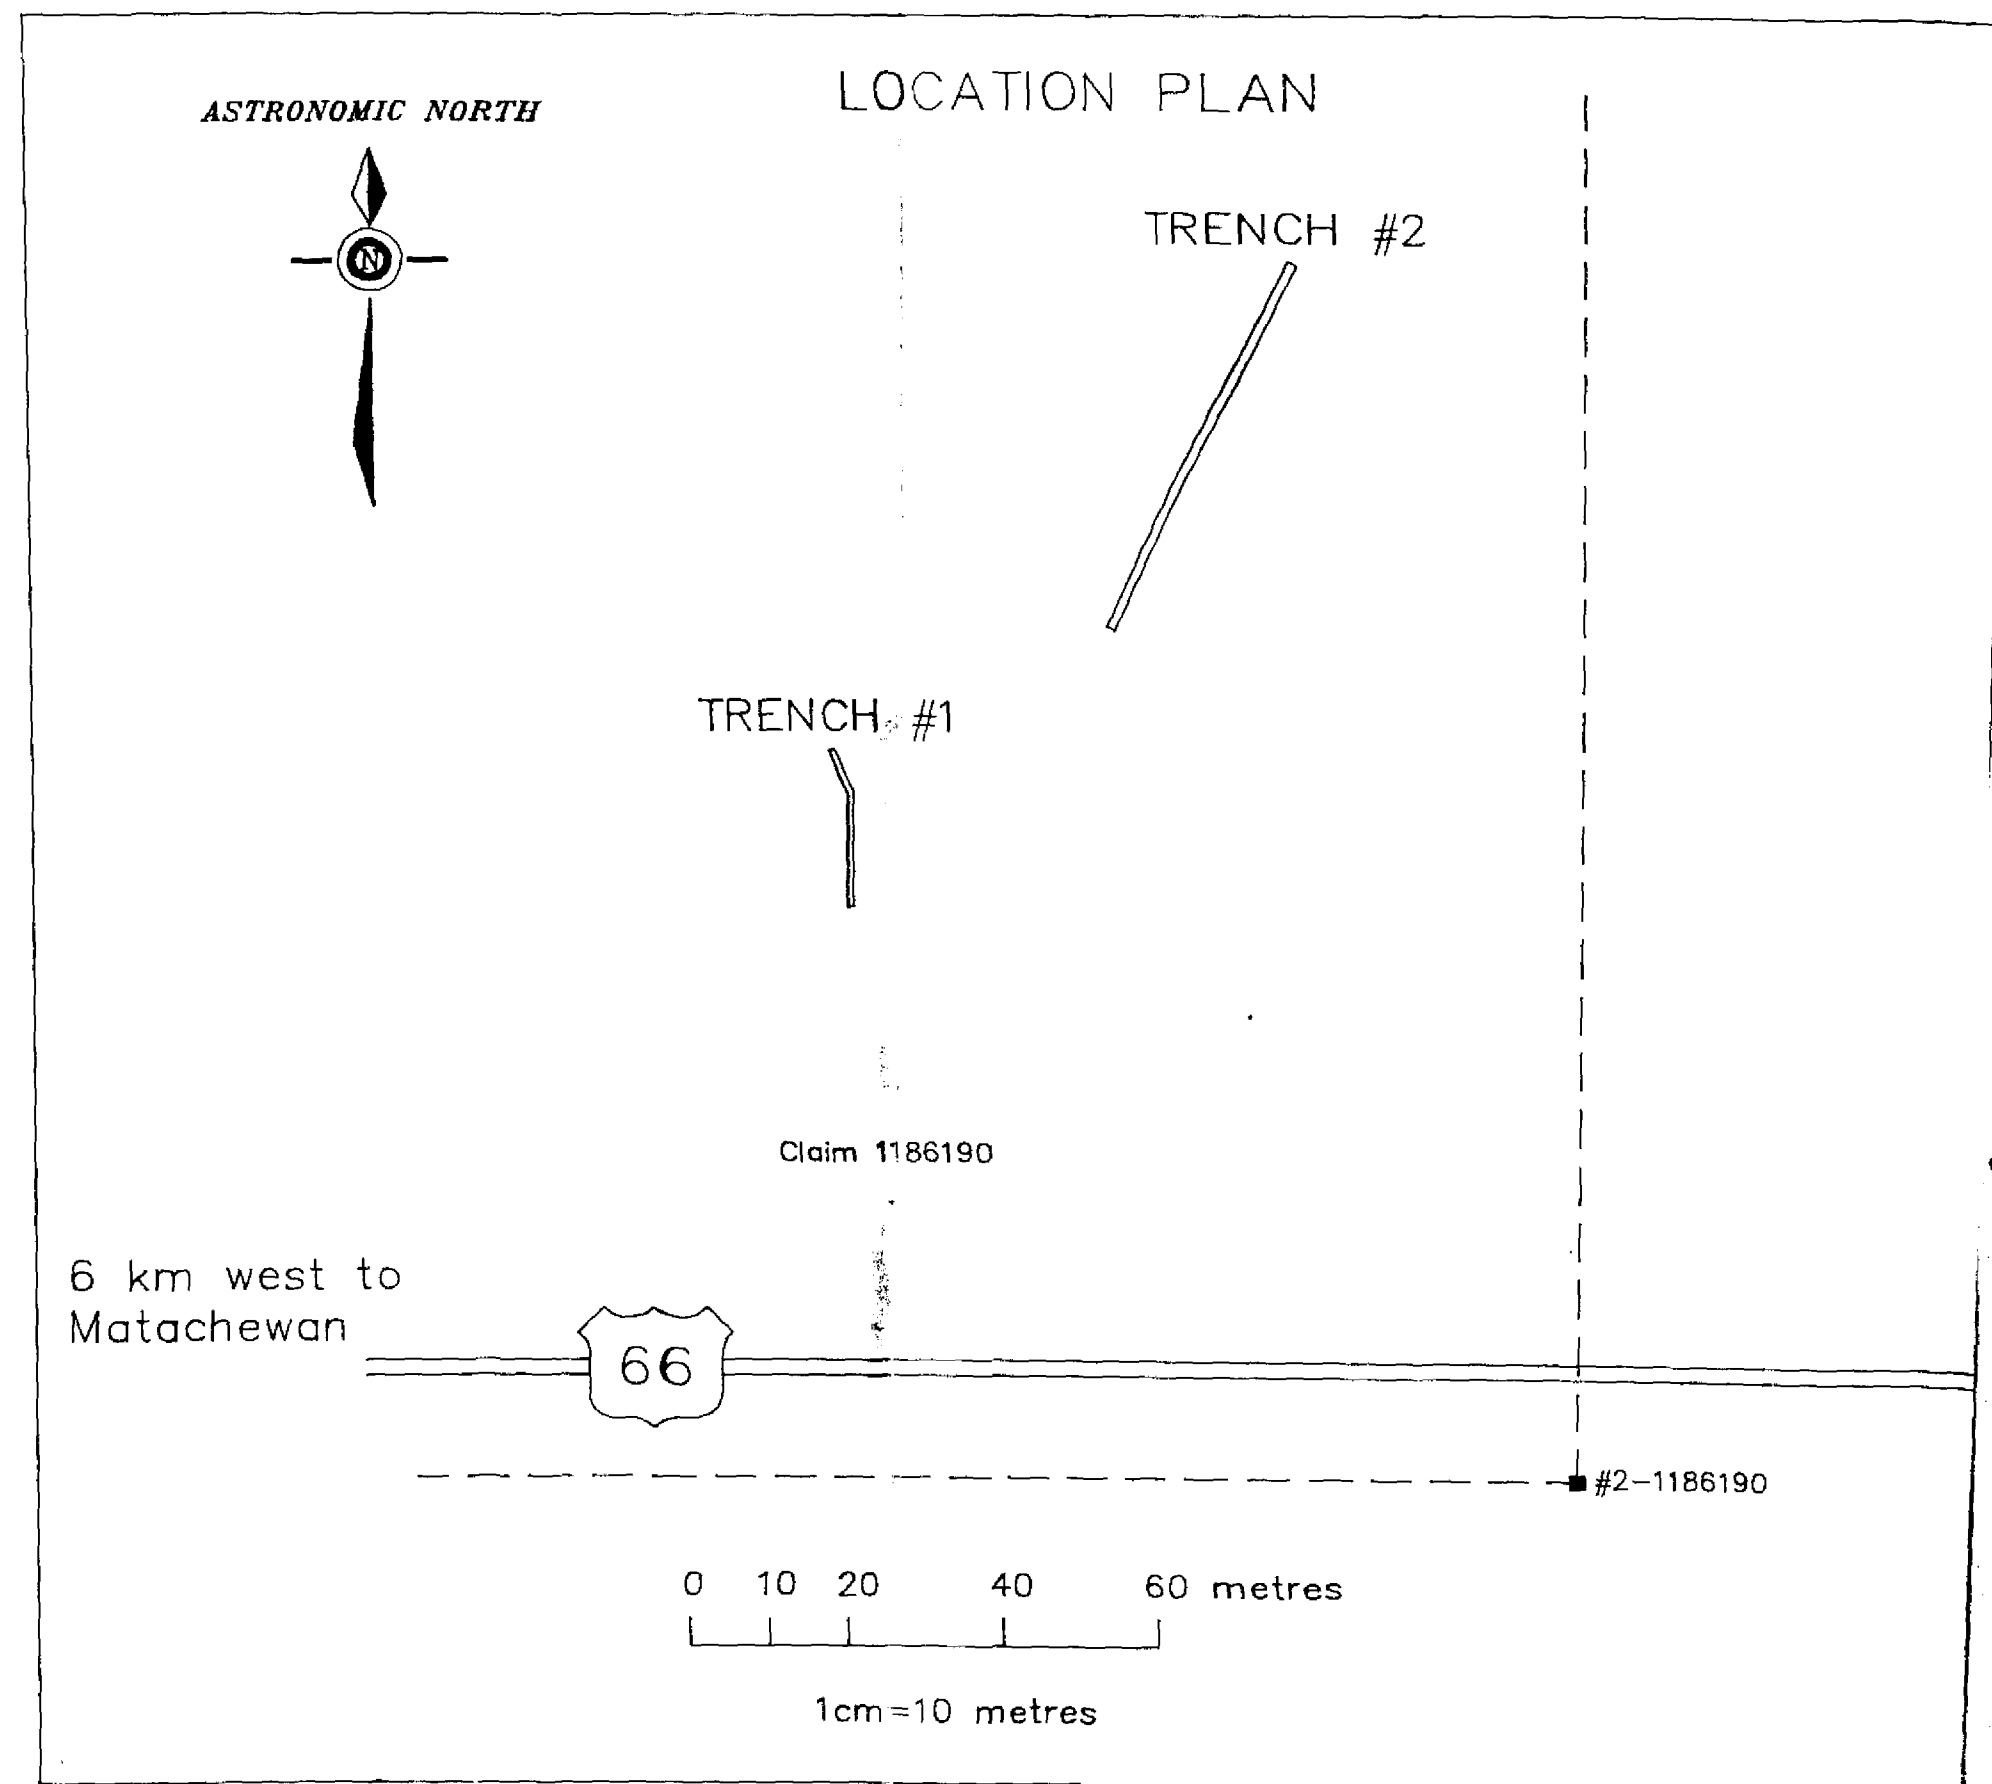 LOCATION PLAN
ASTRONOMIC NORTH
N
TRENCH #2
TRENCH #1
Claim 1186190
6 km west to
Matachewan
66
#2-1186190
0 10 20 40 60 metres
1cm=10 metres